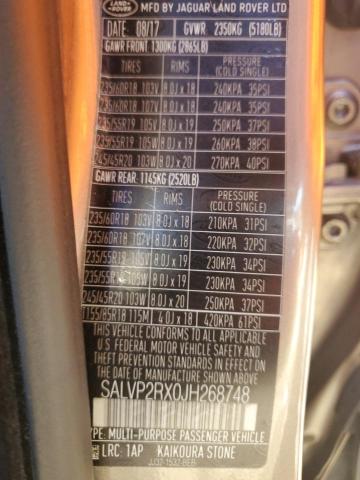 LAND ROVER MFD BY JAGUAR LAND ROVER LTD
DATE: 08/17 GVWR 2350KG (5180LB)
GAWR FRONT 1300KG (2865LB)
TIRES RIMS PRESSURE (COLD)
235/60R18 103V 8.0J x 18 240KPA 35PSI
235/60R18 107V 8.0J x 18 240KPA 35PSI
235/55R19 105V 8.0J x 19 250KPA 37PSI
235/55R19 105W 8.0J x 19 260KPA 38PSI
245/45R20 103W 8.0J x 20 270KPA 40PSI
GAWR REAR: 1145KG (2520LB)
RIMS PRESSURE (COLD)
235/60R18 103V 8.0J x 18 210KPA 31PSI
235/60R18 107V 8.0J x 18 220KPA 32PSI
235/55R19 105V 8.0J x 19 230KPA 34PSI
235/55R19 105W 8.0J x 19 230KPA 34PSI
245/45R20 103W 8.0J x 20 250KPA 37PSI
T155/85R18 115M 4.0J x 18 420KPA 61PSI
THIS VEHICLE CONFORMS TO ALL APPLICABLE
U.S. FEDERAL MOTOR VEHICLE SAFETY
STANDARDS IN EFFECT ON THE DATE OF
MANUFACTURE SHOWN ABOVE
SALVP2RX0JH268748
TYPE: MULTI-PURPOSE PASSENGER VEHICLE
LRC: 1AP KAIKOURA STONE